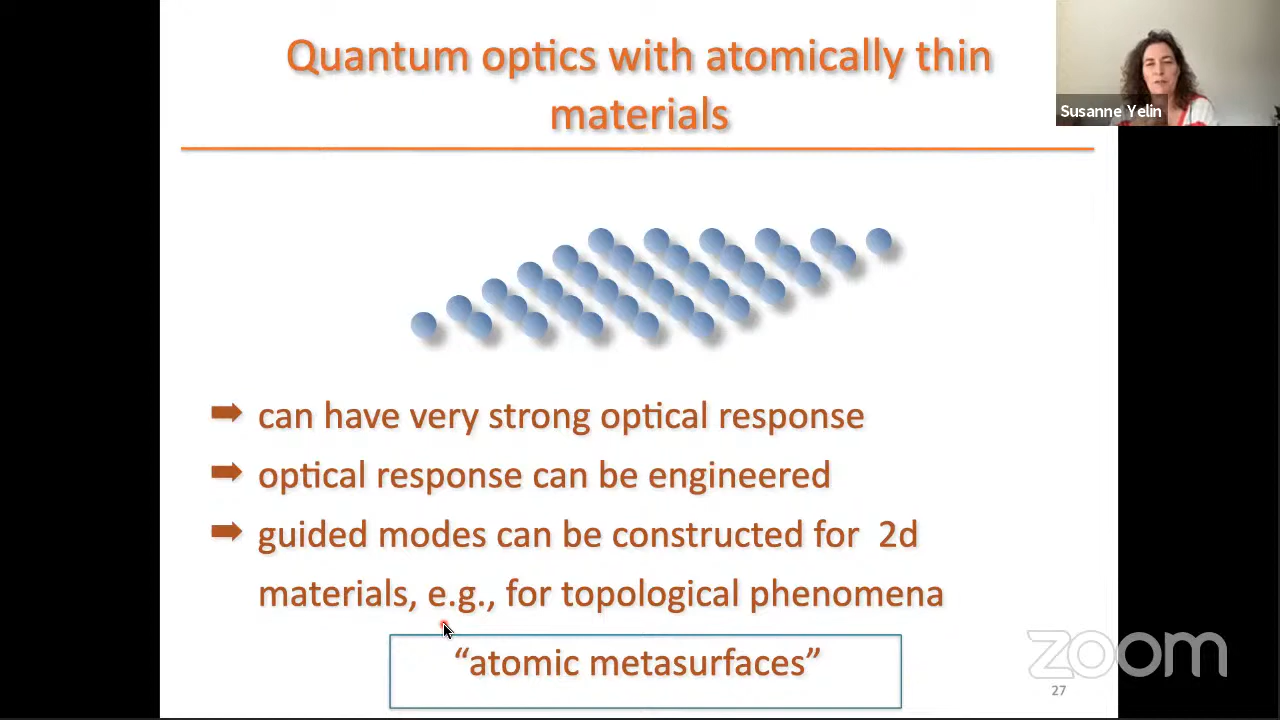 Quantum optics with atomically thin
materials
Susanne Yelin
➡ can have very strong optical response
➡ optical response can be engineered
➡ guided modes can be constructed for 2d
materials, e.g., for topological phenomena
“atomic metasurfaces”
zoom
27